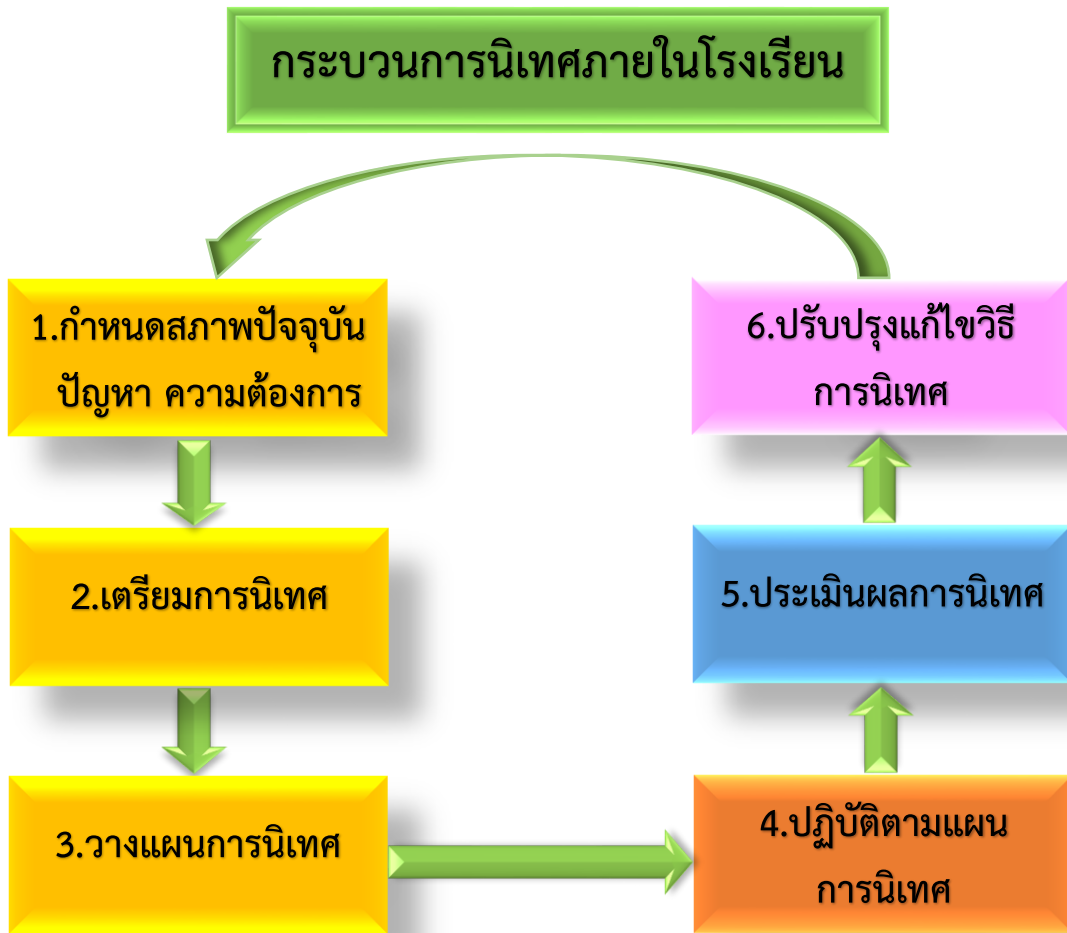 กระบวนการนิเทศภายในโรงเรียน
1.กำหนดสภาพปัจจุบัน
ปัญหา ความต้องการ
2.เตรียมการนิเทศ
3.วางแผนการนิเทศ
4.ปฏิบัติตามแผน
การนิเทศ
5.ประเมินผลการนิเทศ
6.ปรับปรุงแก้ไขวิธี
การนิเทศ